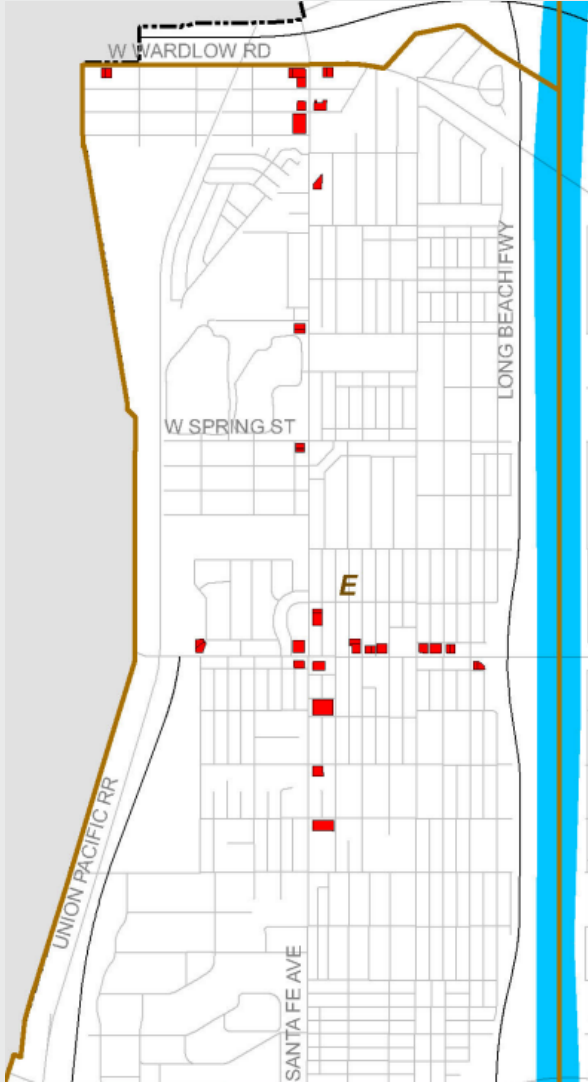 W WARDLOW RD
LONG BEACH FWY
W SPRING ST
E
UNION PACIFIC RR
SANTA FE AVE